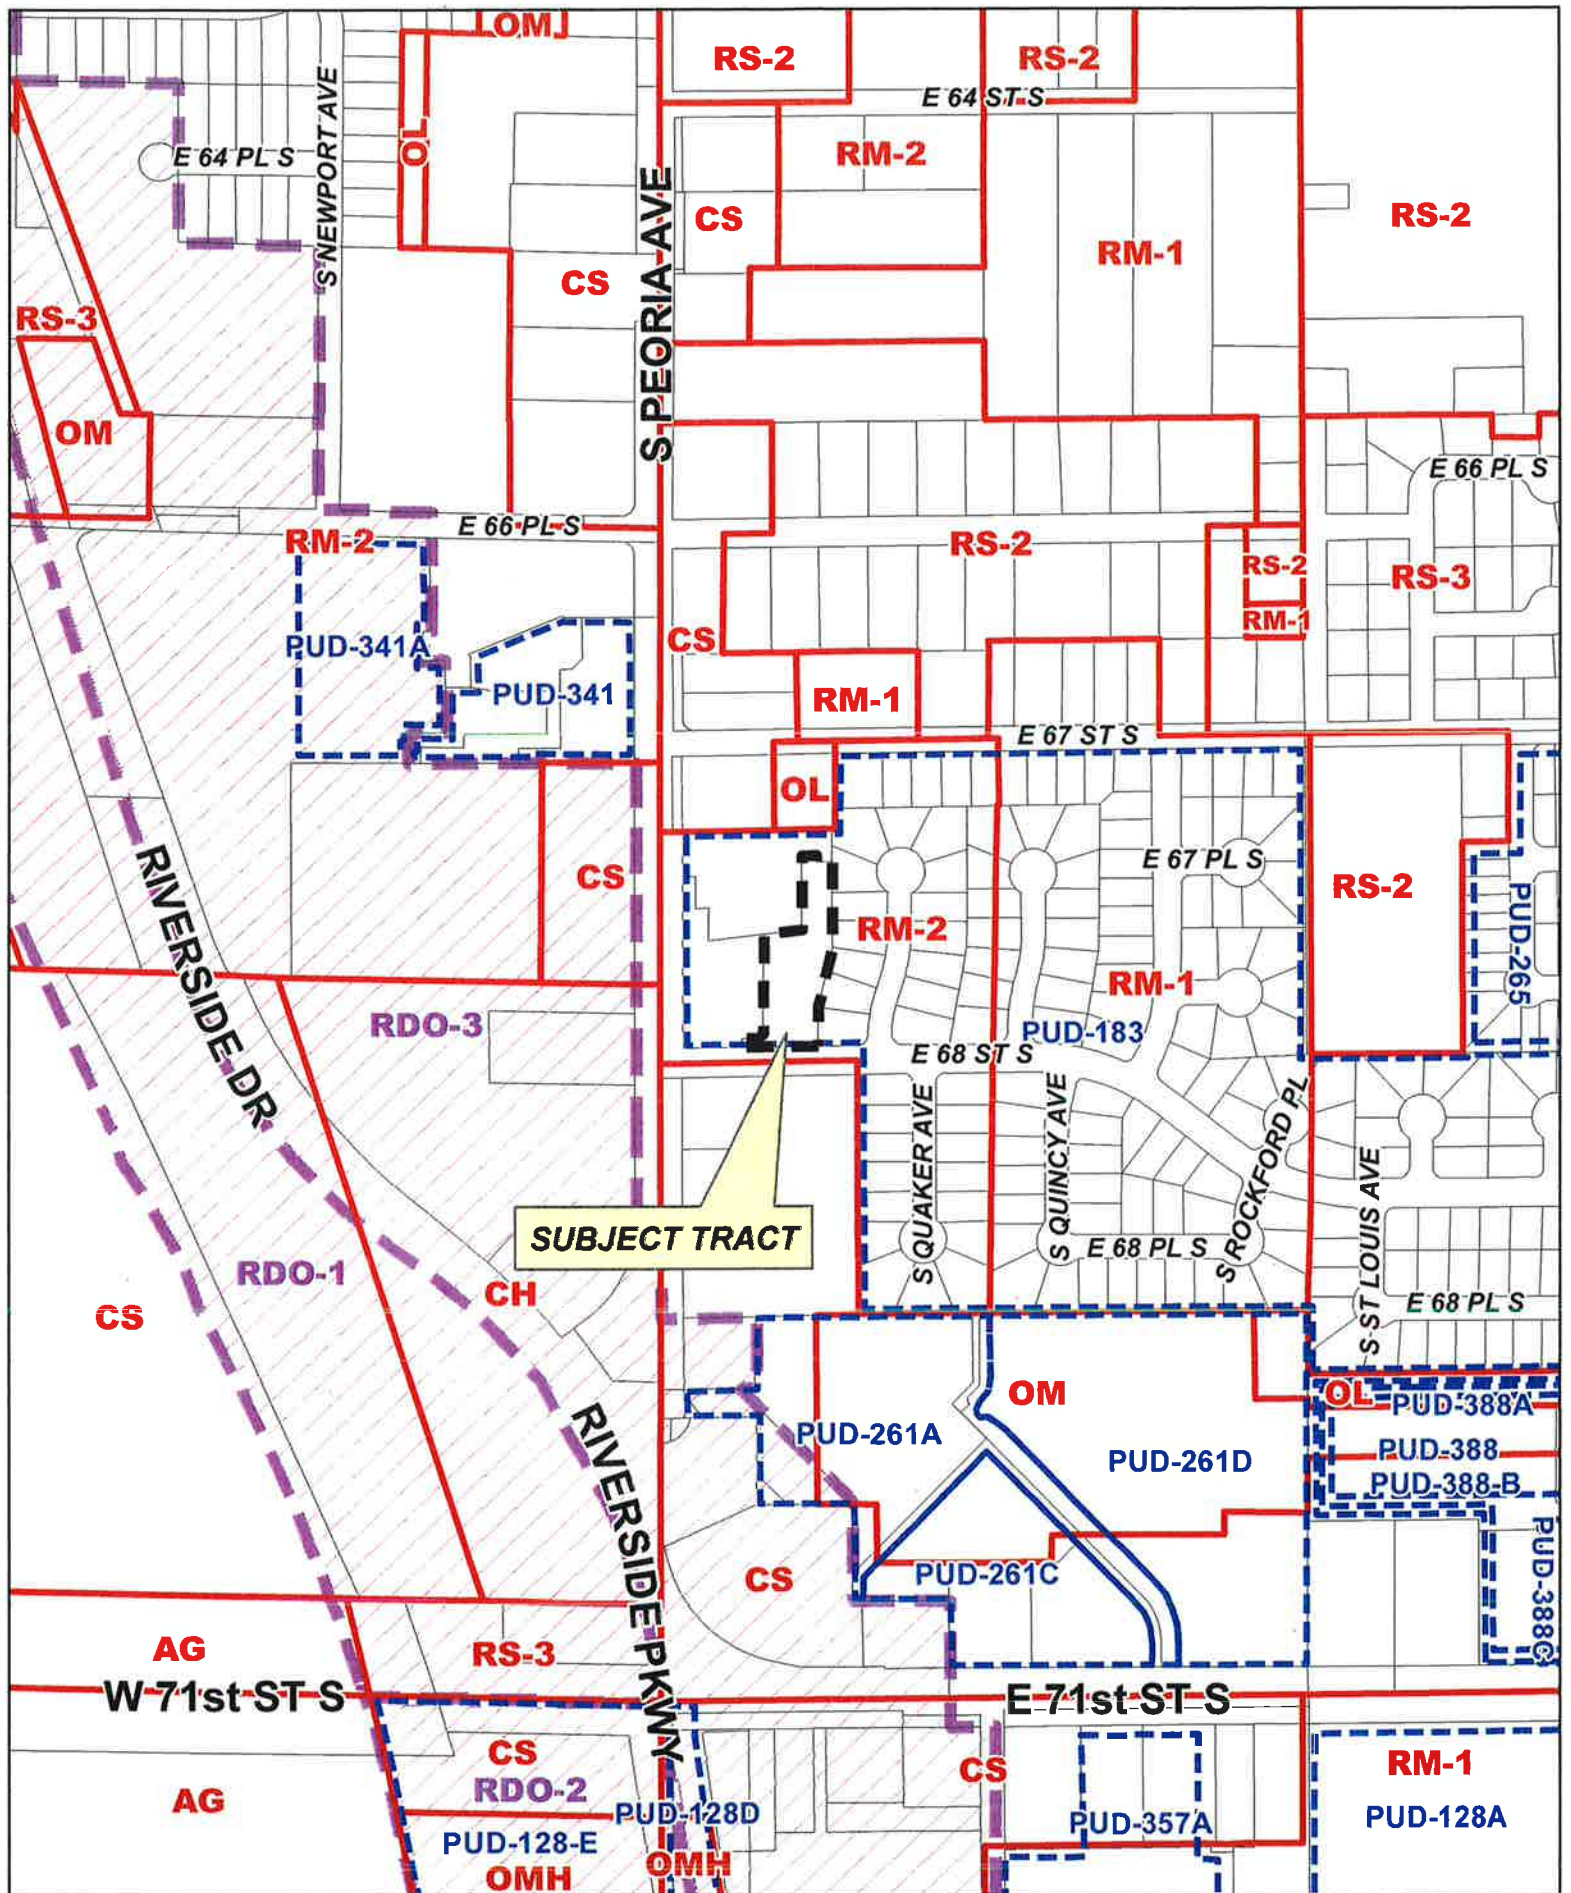 LOM
RS-2
RS-2
E 64 ST S
S NEWPORT AVE
OL
E 64 PL S
RM-2
S PEORIA AVE
CS
RS-2
RM-1
CS
RS-3
OM
E 66 PL S
E 66 PL S
RM-2
RS-2
RS-2
RS-3
RM-1
CS
PUD-341A
PUD-341
RM-1
E 67 ST S
OL
E 67 PL S
CS
RS-2
RIVERSIDE DR
RM-2
PUD-265
RM-1
RDO-3
PUD-183
E 68 ST S
S QUAKER AVE
S QUINCY AVE
S ROCKFORD PL
S ST LOUIS AVE
SUBJECT TRACT
E 68 PL S
RDO-1
CH
CS
E 68 PL S
OM
OL
PUD-388A
PUD-261A
PUD-388
PUD-261D
PUD-388-B
RIVERSIDE PKWY
PUD-261C
CS
PUD-388C
AG
RS-3
W 71st ST S
E 71st ST S
CS
CS
RM-1
RDO-2
AG
PUD-128D
PUD-357A
PUD-128A
PUD-128-E
OMH
OMH